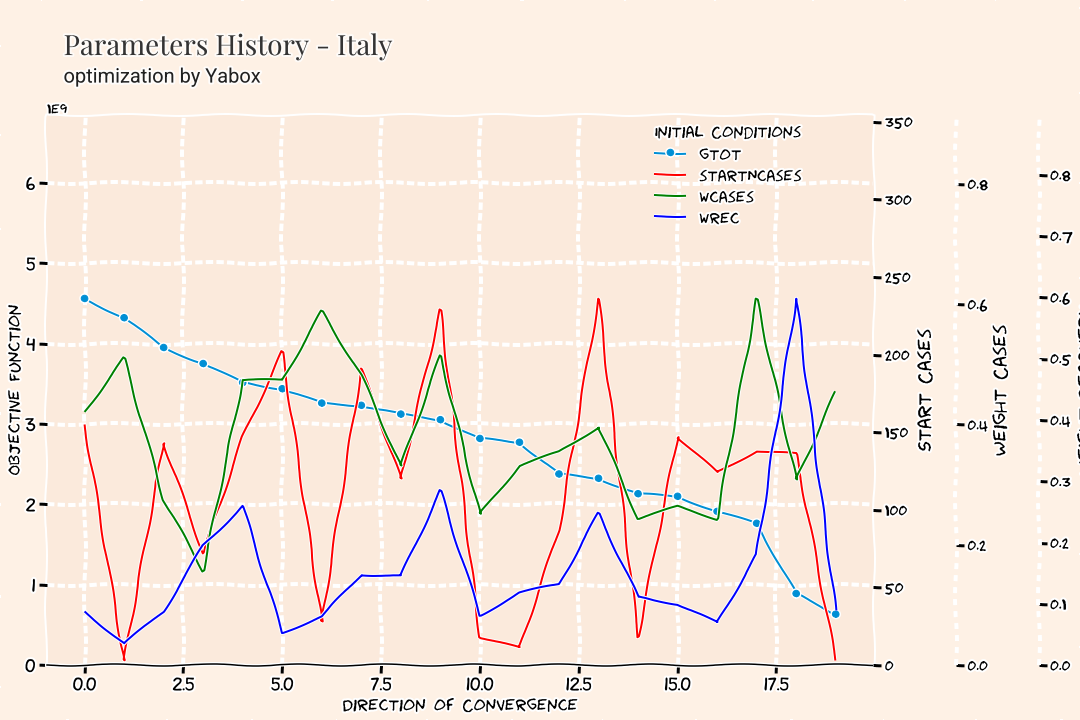 Parameters History - Italy
optimization by Yabox
1E9
INITIAL CONDITIONS
GTOT
STARTNCASES
WCASES
WREC
OBJECTIVE FUNCTION
6
5
4
3
2
1
0
0.0 2.5 5.0 7.5 10.0 12.5 15.0 17.5
DIRECTION OF CONVERGENCE
350
300
250
200
150
100
50
0
START CASES
0.8
0.6
0.4
0.2
0.0
WEIGHT CASES
0.8
0.7
0.6
0.5
0.4
0.3
0.2
0.1
0.0